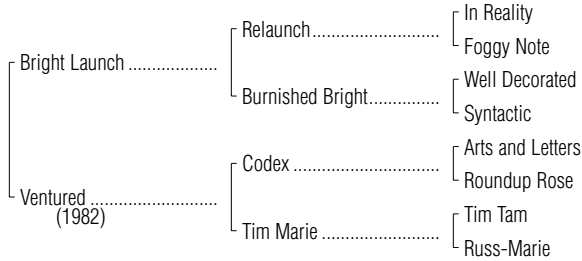 In Reality
Relaunch
Foggy Note
Bright Launch
Well Decorated
Burnished Bright
Syntactic
Arts and Letters
Codex
Roundup Rose
Ventured
(1982)
Tim Tam
Tim Marie
Russ-Marie